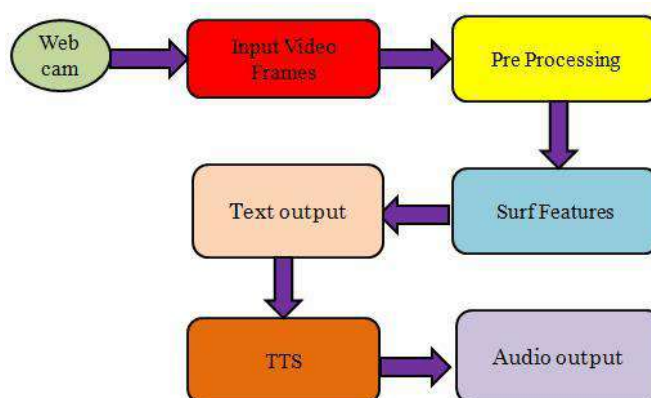 Web
cam
Input Video
Frames
Pre Processing
Surf Features
Text output
TTS
Audio output